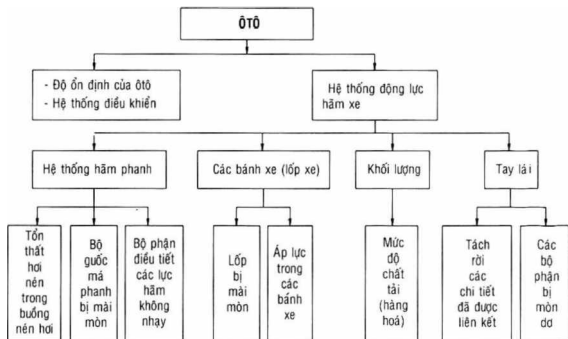 ÔTÔ
- Độ ổn định của ôtô
- Hệ thống điều khiển
Hệ thống động lực
hãm xe
Hệ thống hãm phanh
Các bánh xe (lốp xe)
Khối lượng
Tay lái
Tổn
thất
hơi
nén
trong
buồng
nén hơi
Bộ
guốc
má
phanh
bị mài
mòn
Bộ phận
điều tiết
các lực
hãm
không
nhạy
Lốp
bị
mài
mòn
Áp lực
trong
các
bánh
xe
Mức
độ
chất
tải
(hàng
hoá)
Tách
rời
các
chi tiết
đã được
liên kết
Các
bộ
phận
bị
mòn
dơ